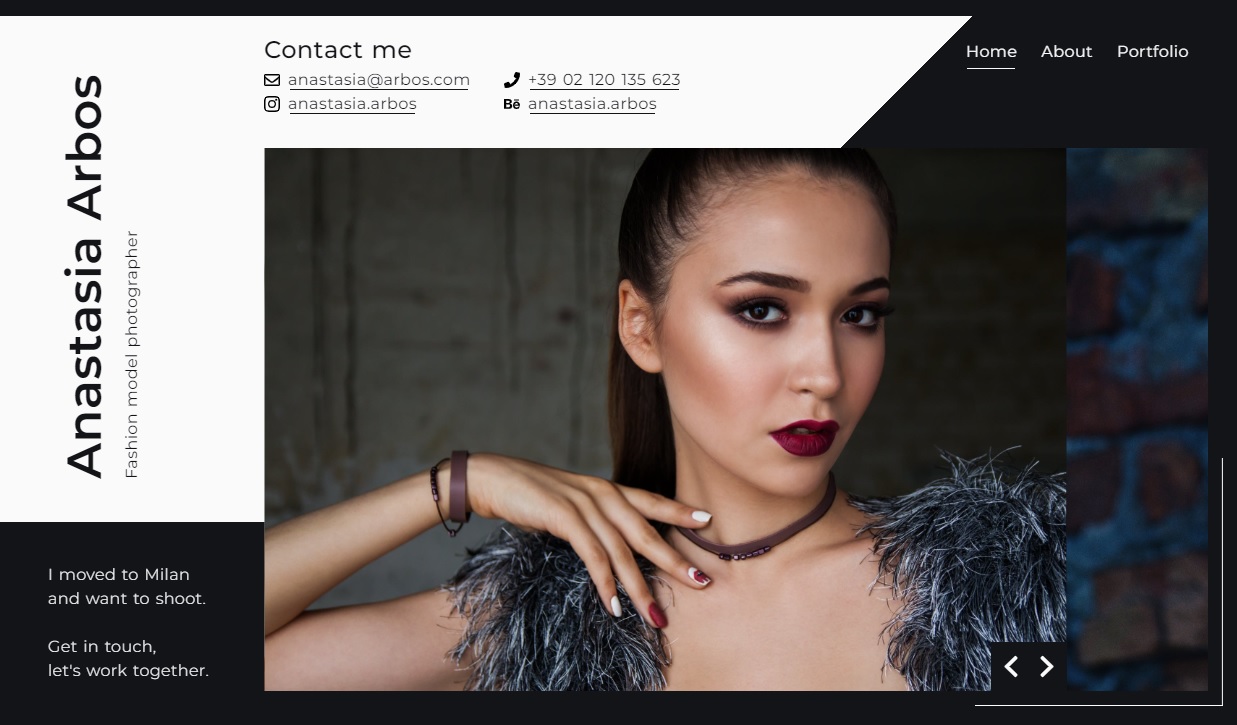 Home About Portfolio
Contact me
anastasia@arbos.com
+39 02 120 135 623
anastasia.arbos
Bē anastasia.arbos
Anastasia Arbos
Fashion model photographer
I moved to Milan
and want to shoot.
Get in touch,
let's work together.